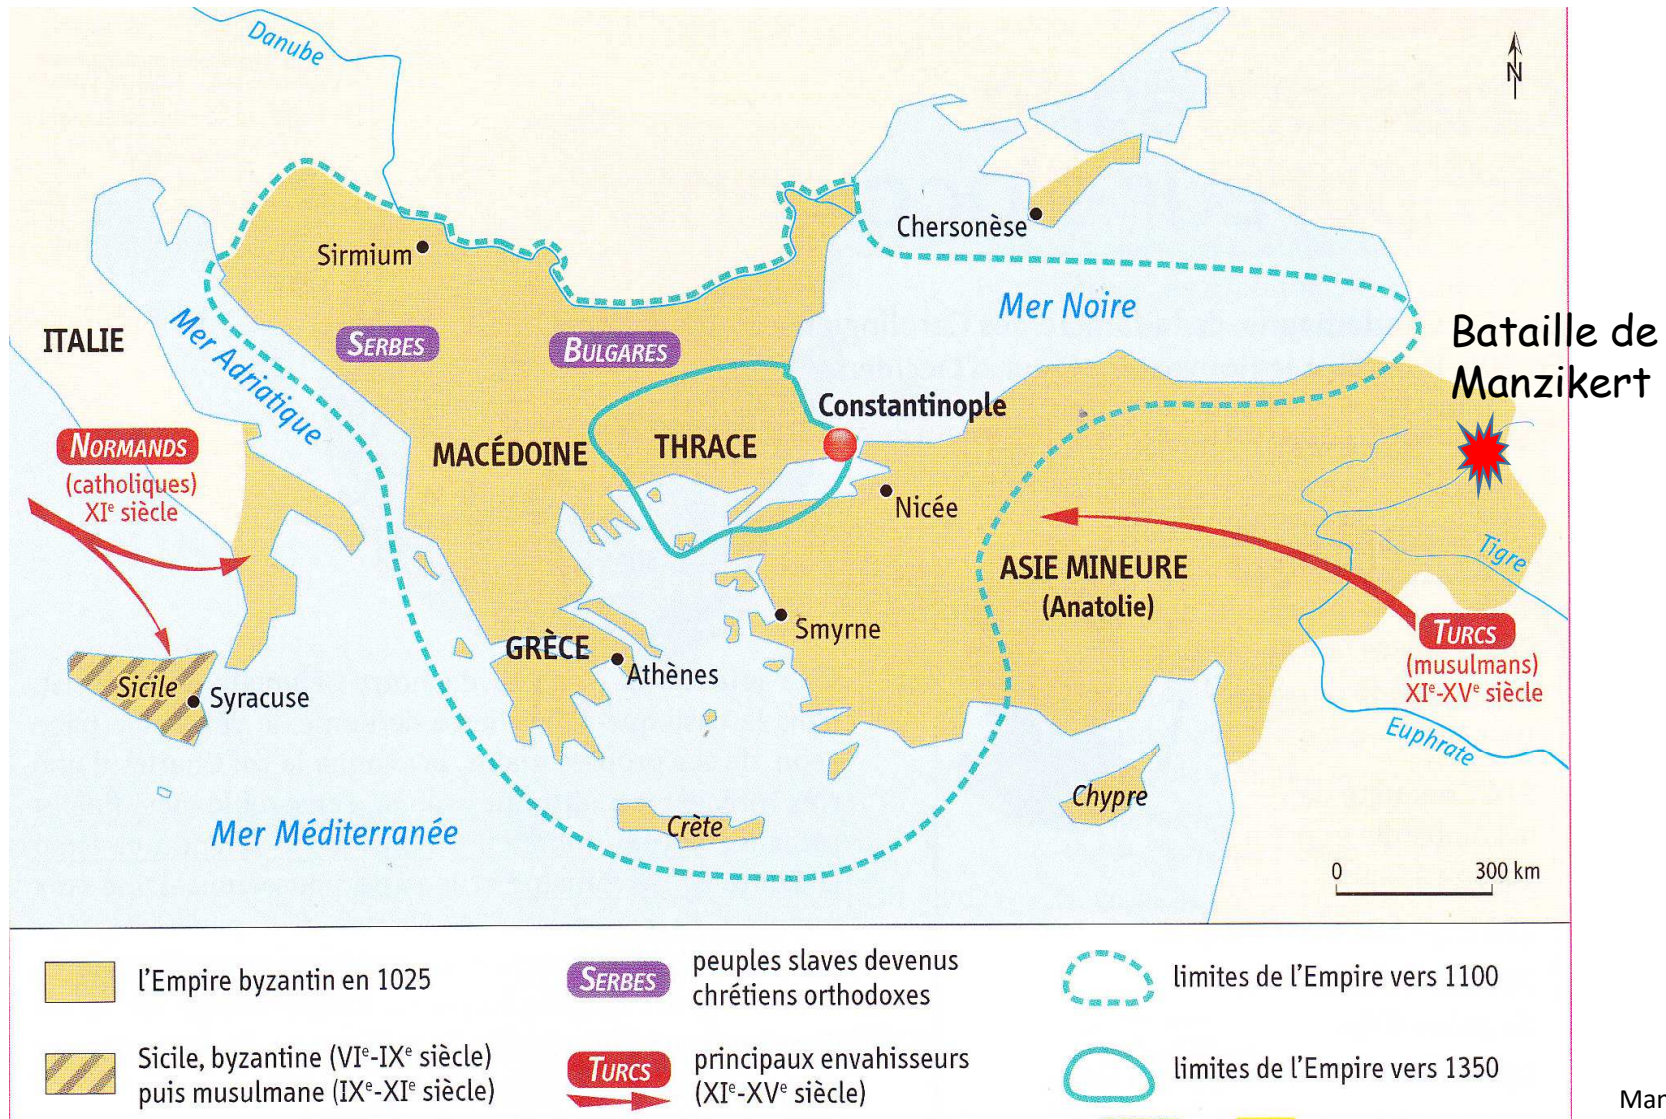 Danube
N
Chersonèse
Sirmium
Mer Noire
ITALIE
SERBES
BULGARES
Mer Adriatique
Bataille de
Manzikert
Constantinople
NORMANDS
(catholiques)
XIe siècle
MACÉDOINE
THRACE
Nicée
ASIE MINEURE
(Anatolie)
Tigre
Smyrne
GRÈCE
Athènes
TURCS
(musulmans)
XIe-XVe siècle
Sicile
Syracuse
Euphrate
Chypre
Crète
Mer Méditerranée
0 300 km
l'Empire byzantin en 1025
Sicile, byzantine (VIe-IXe siècle)
puis musulmane (IXe-XIe siècle)
SERBES
peuples slaves devenus
chrétiens orthodoxes
TURCS
principaux envahisseurs
(XIe-XVe siècle)
limites de l'Empire vers 1100
limites de l'Empire vers 1350